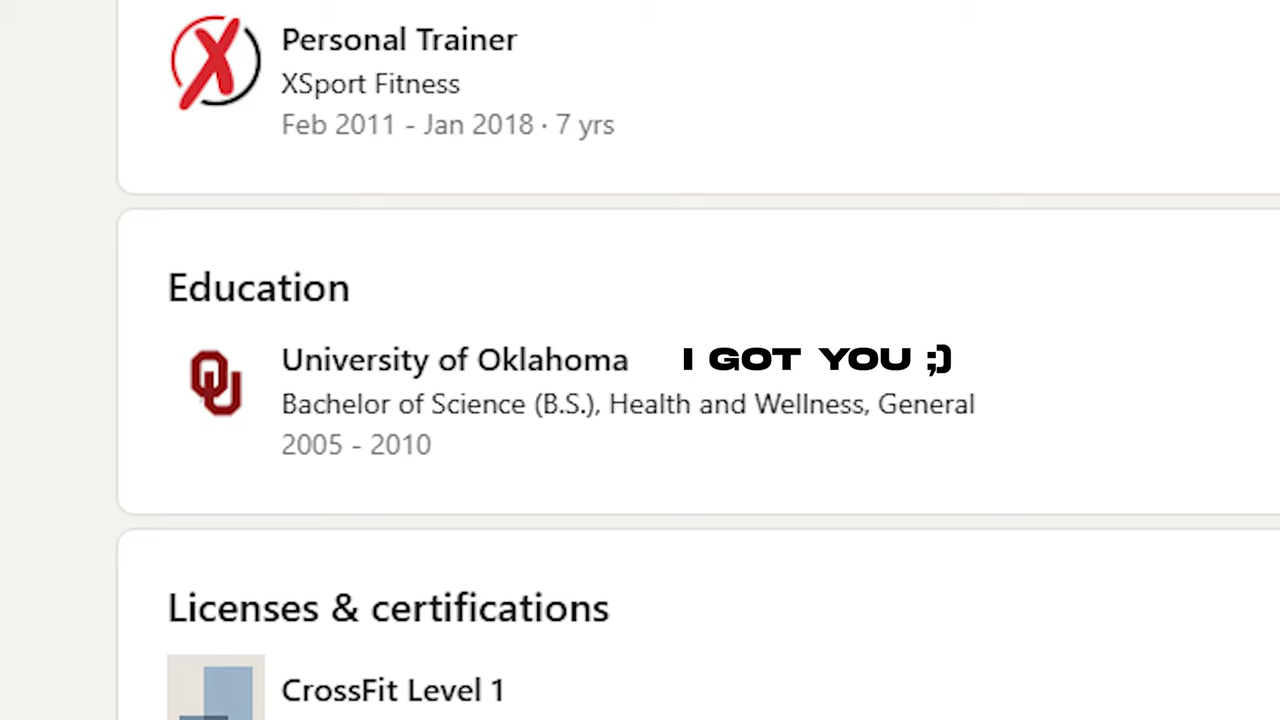 Personal Trainer
XSport Fitness
Feb 2011 - Jan 2018 · 7 yrs
Education
University of Oklahoma I GOT YOU ;)
Bachelor of Science (B.S.), Health and Wellness, General
2005 - 2010
Licenses & certifications
CrossFit Level 1